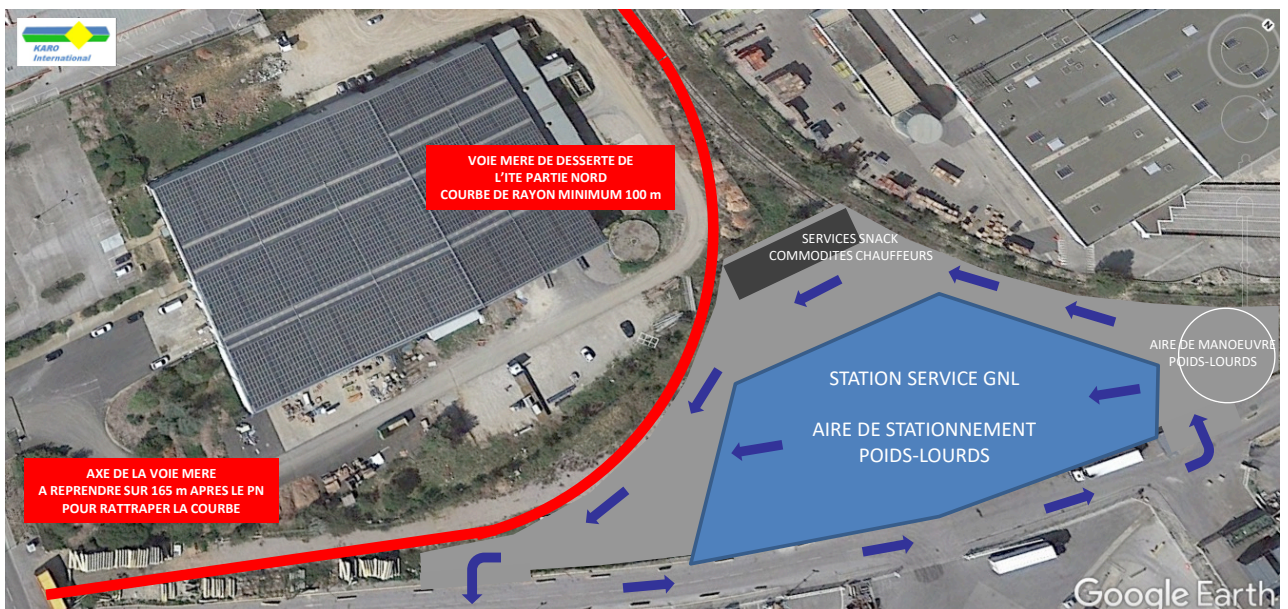 KARO
International
N
VOIE MERE DE DESSERTE DE
L'ITE PARTIE NORD
COURBE DE RAYON MINIMUM 100 m
SERVICES SNACK
COMMODITES CHAUFFEURS
AIRE DE MANOEUVRE
POIDS-LOURDS
STATION SERVICE GNL
AIRE DE STATIONNEMENT
POIDS-LOURDS
AXE DE LA VOIE MERE
A REPRENDRE SUR 165 m APRES LE PN
POUR RATTRAPER LA COURBE
Google Earth